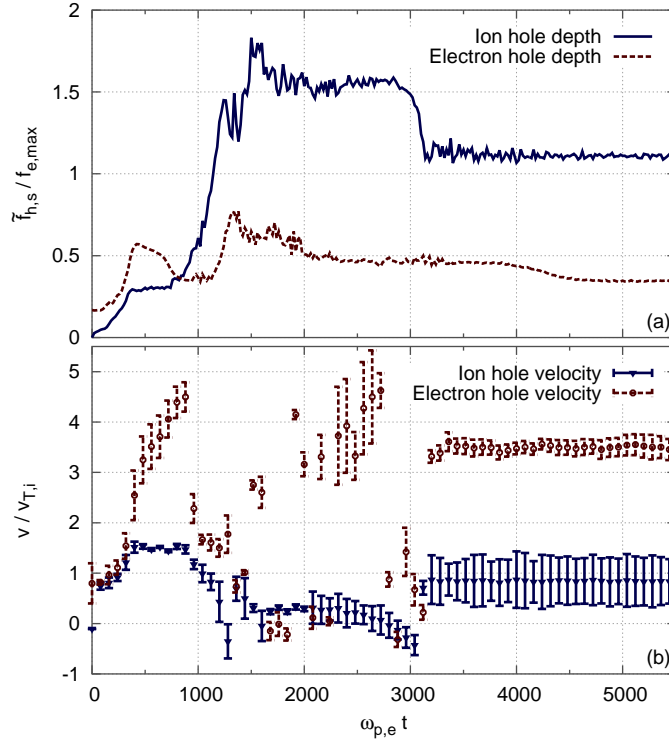 Ion hole depth
Electron hole depth
2
1.5
1
0.5
0
f̃h,s / fe,max
(a)
Ion hole velocity
Electron hole velocity
5
4
3
2
1
0
-1
v / vT,i
(b)
0 1000 2000 3000 4000 5000
ωp,e t